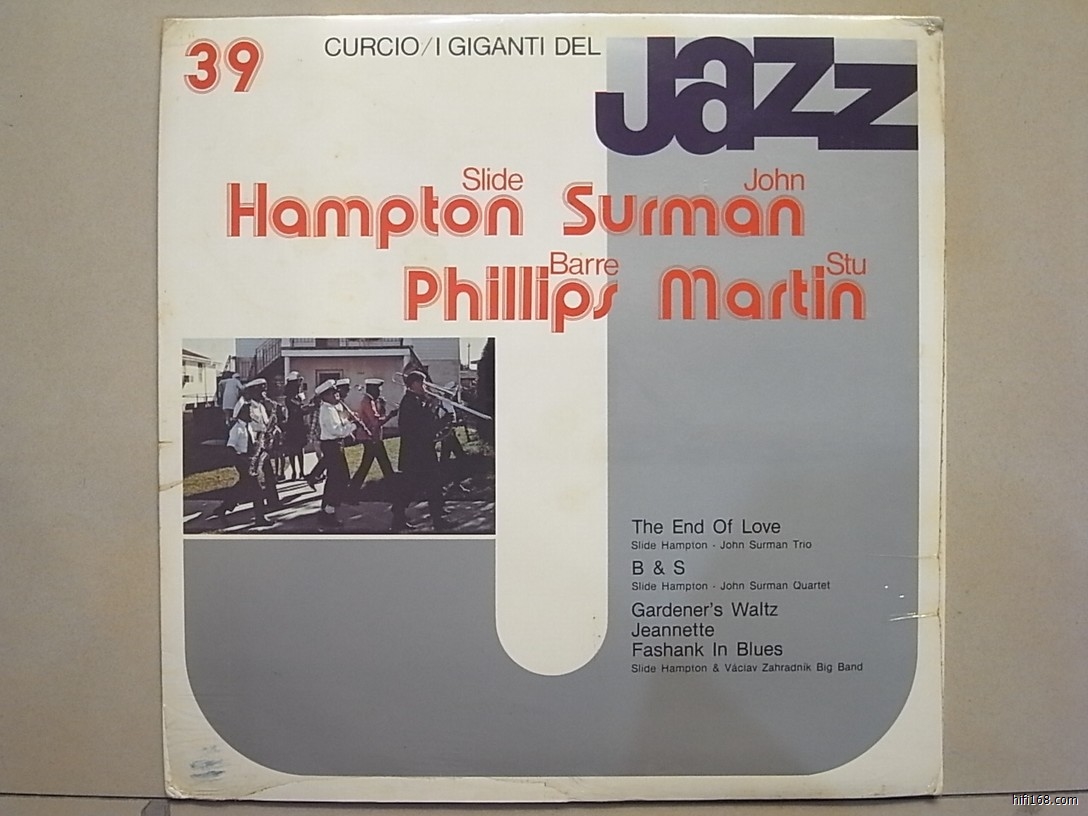 39
CURCIO/I GIGANTI DEL
Jazz
Slide
Hampton
John
Surman
Barre
Phillips
Stu
Martin
The End Of Love
Slide Hampton - John Surman Trio
B & S
Slide Hampton - John Surman Quartet
Gardener's Waltz
Jeannette
Fashank In Blues
Slide Hampton & Václav Zahradník Big Band
hifi168.com